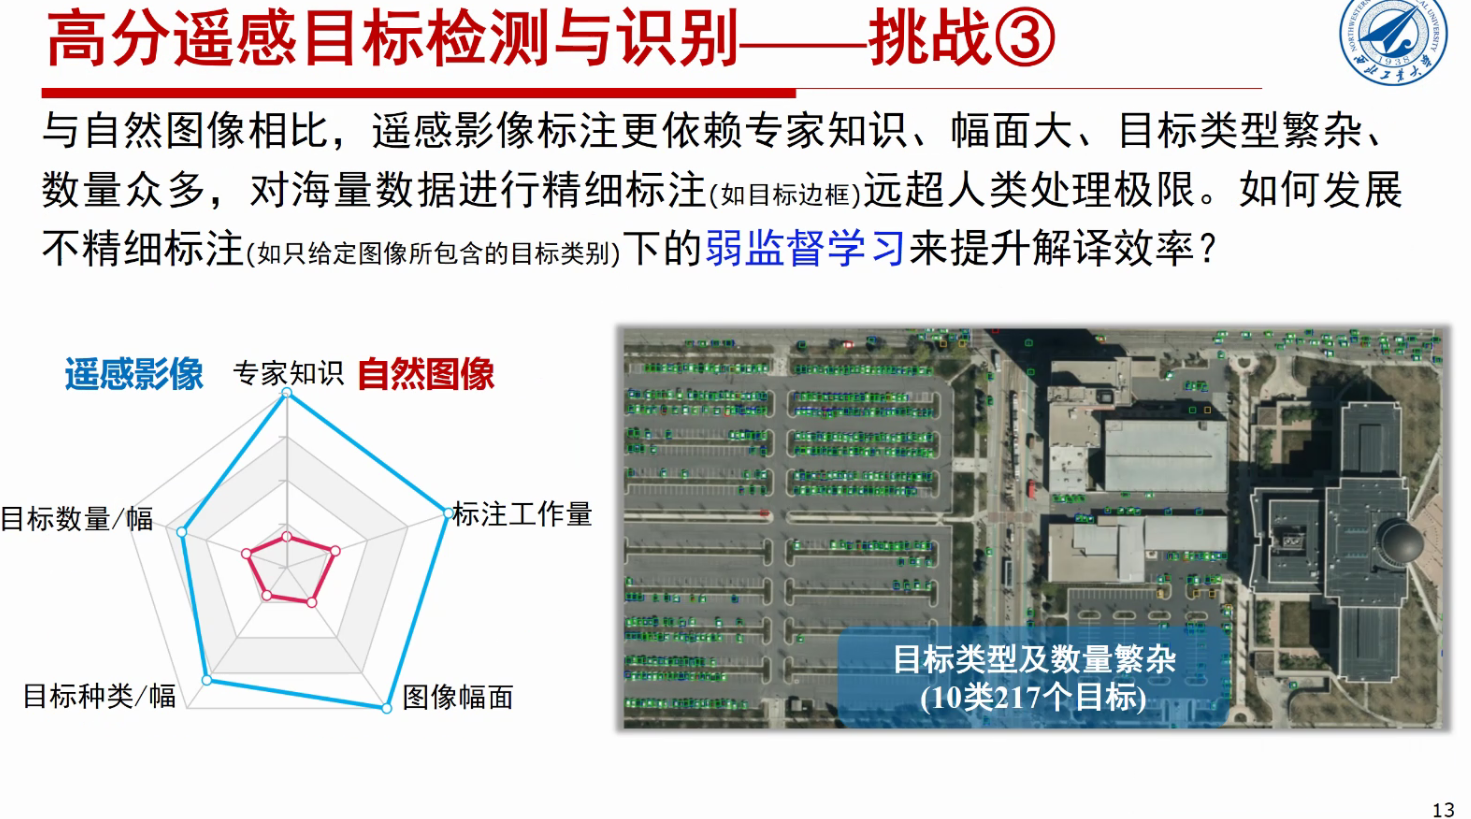 高分遥感目标检测与识别——挑战③
与自然图像相比，遥感影像标注更依赖专家知识、幅面大、目标类型繁杂、
数量众多，对海量数据进行精细标注(如目标边框)远超人类处理极限。如何发展
不精细标注(如只给定图像所包含的目标类别)下的弱监督学习来提升解译效率？
遥感影像
专家知识
自然图像
标注工作量
目标数量/幅
目标种类/幅
图像幅面
目标类型及数量繁杂
(10类217个目标)
1938
西北工业大学
13